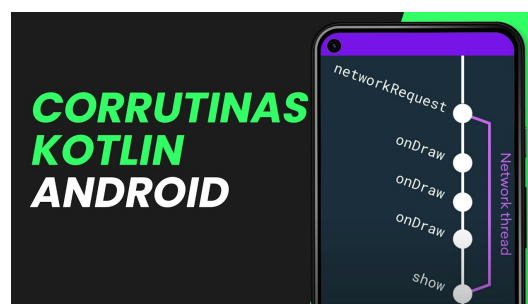 CORRUTINAS
KOTLIN
ANDROID
networkRequest
onDraw
onDraw
onDraw
show
Network thread